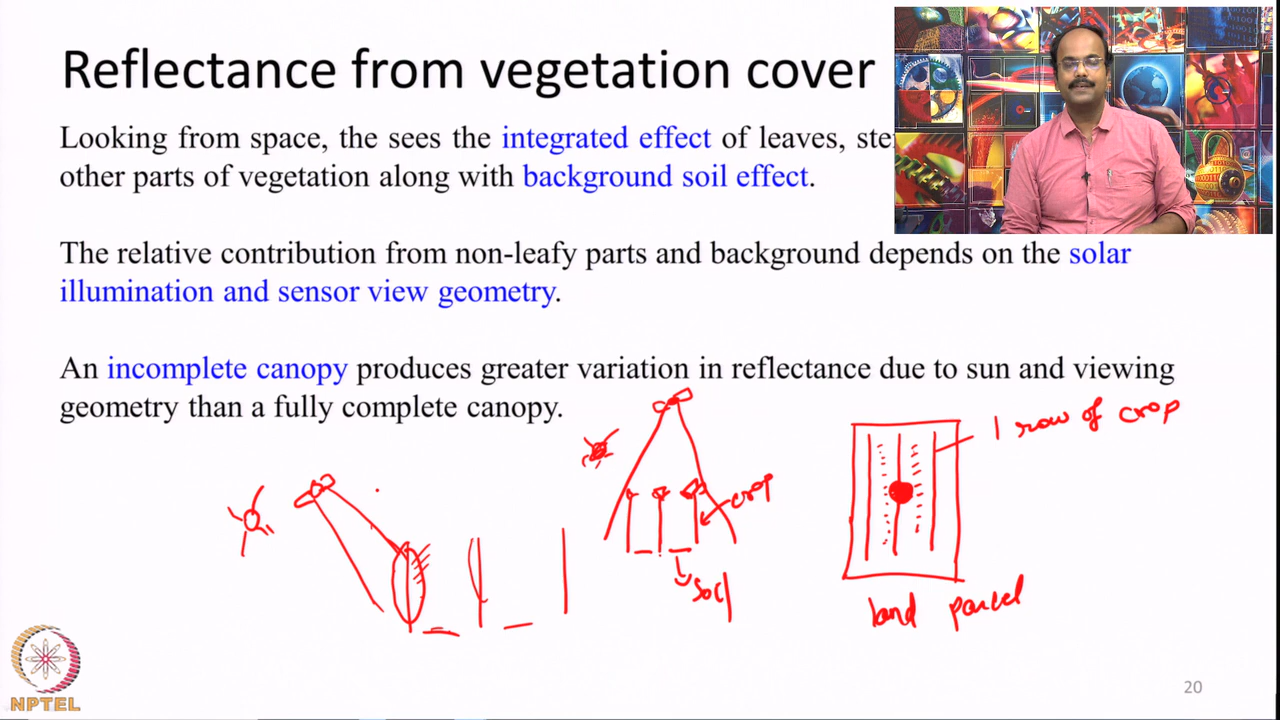 Reflectance from vegetation cover
Looking from space, the sees the integrated effect of leaves,
other parts of vegetation along with background soil effect.
The relative contribution from non-leafy parts and background depends on the solar
illumination and sensor view geometry.
An incomplete canopy produces greater variation in reflectance due to sun and viewing
geometry than a fully complete canopy.
1 row of crop
crop
soil
land parcel
NPTEL
20